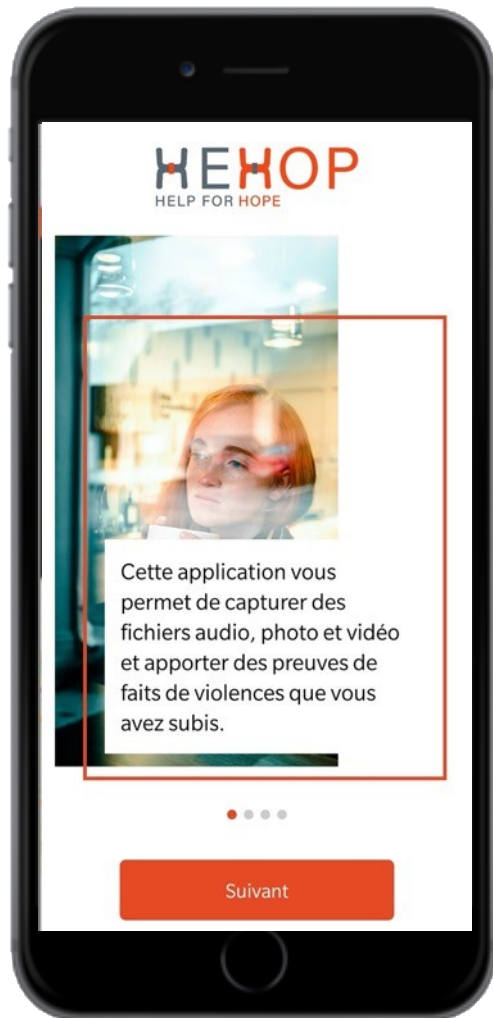 HEHOP
HELP FOR HOPE
Cette application vous
permet de capturer des
fichiers audio, photo et vidéo
et apporter des preuves de
faits de violences que vous
avez subis.
Suivant